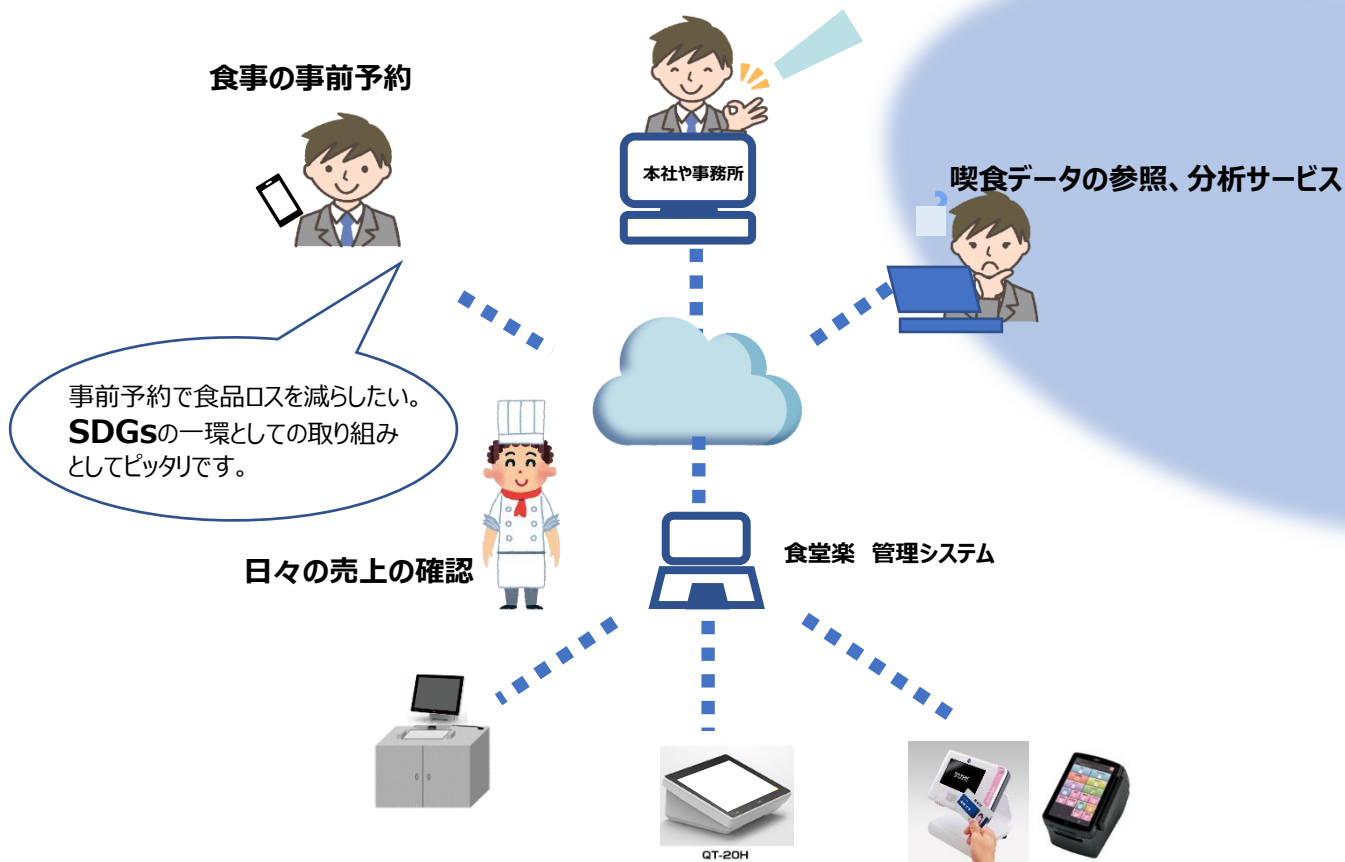 食事の事前予約
本社や事務所
喫食データの参照、分析サービス
事前予約で食品ロスを減らしたい。
SDGsの一環としての取り組み
としてピッタリです。
日々の売上の確認
食堂楽 管理システム
QT-20H